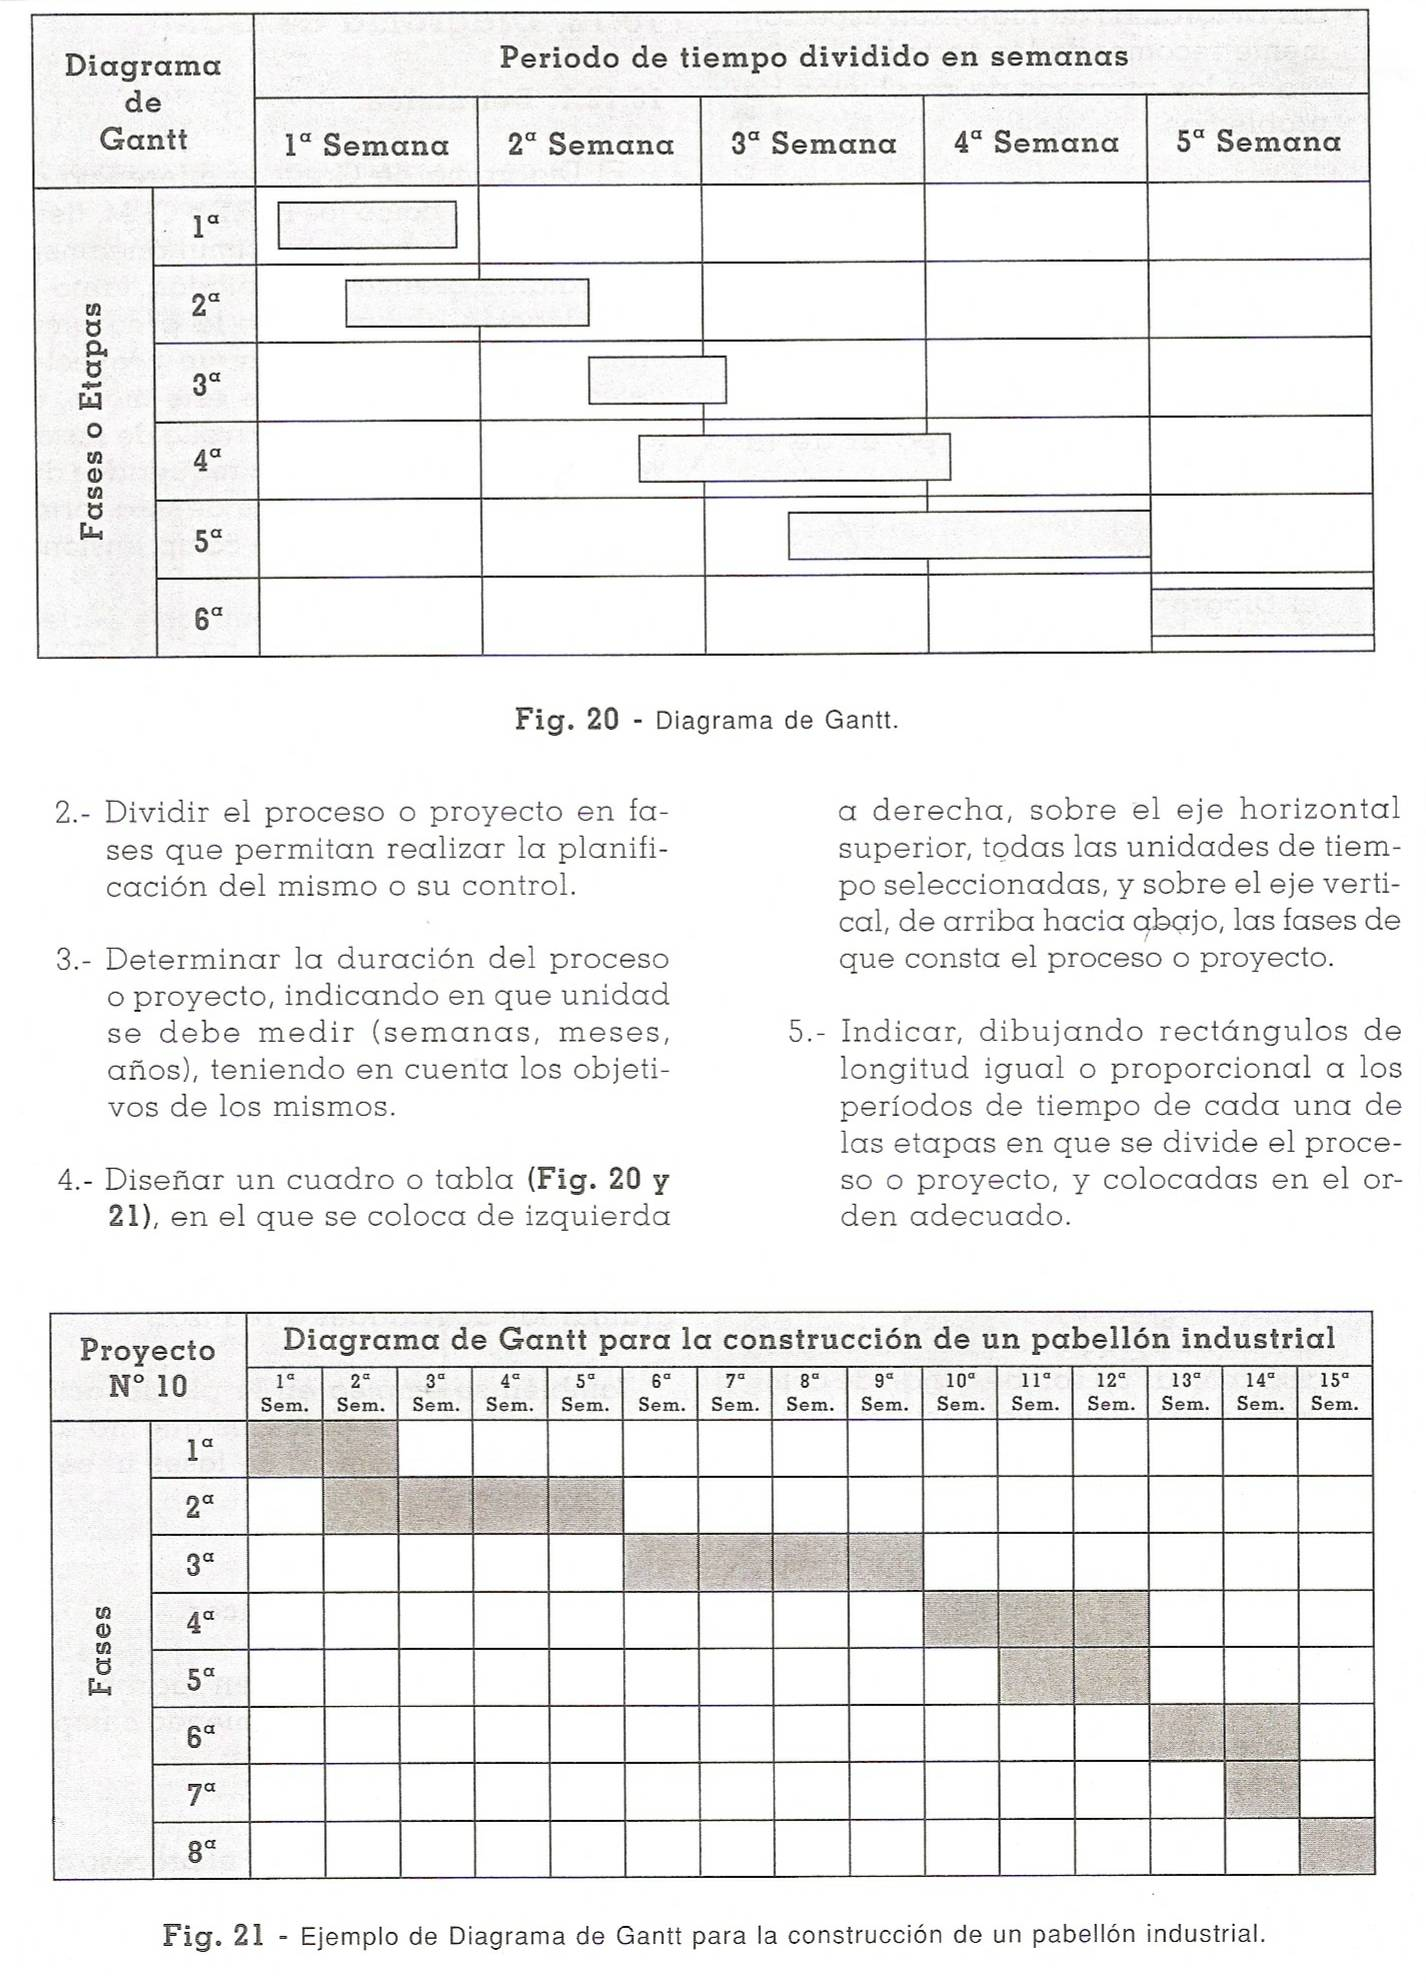 Diagrama
de
Gantt
Periodo de tiempo dividido en semanas
1ª Semana 2ª Semana 3ª Semana 4ª Semana 5ª Semana
Fases o Etapas
1ª
2ª
3ª
4ª
5ª
6ª
Fig. 20 - Diagrama de Gantt.
2.- Dividir el proceso o proyecto en fa-
ses que permitan realizar la planifi-
cación del mismo o su control.
3.- Determinar la duración del proceso
o proyecto, indicando en que unidad
se debe medir (semanas, meses,
años), teniendo en cuenta los objeti-
vos de los mismos.
4.- Diseñar un cuadro o tabla (Fig. 20 y
21), en el que se coloca de izquierda
a derecha, sobre el eje horizontal
superior, todas las unidades de tiem-
po seleccionadas, y sobre el eje verti-
cal, de arriba hacia abajo, las fases de
que consta el proceso o proyecto.
5.- Indicar, dibujando rectángulos de
longitud igual o proporcional a los
períodos de tiempo de cada una de
las etapas en que se divide el proce-
so o proyecto, y colocadas en el or-
den adecuado.
Proyecto
N° 10
Diagrama de Gantt para la construcción de un pabellón industrial
1ª 2ª 3ª 4ª 5ª 6ª 7ª 8ª 9ª 10ª 11ª 12ª 13ª 14ª 15ª
Sem. Sem. Sem. Sem. Sem. Sem. Sem. Sem. Sem. Sem. Sem. Sem. Sem. Sem. Sem.
Fases
1ª
2ª
3ª
4ª
5ª
6ª
7ª
8ª
Fig. 21 - Ejemplo de Diagrama de Gantt para la construcción de un pabellón industrial.